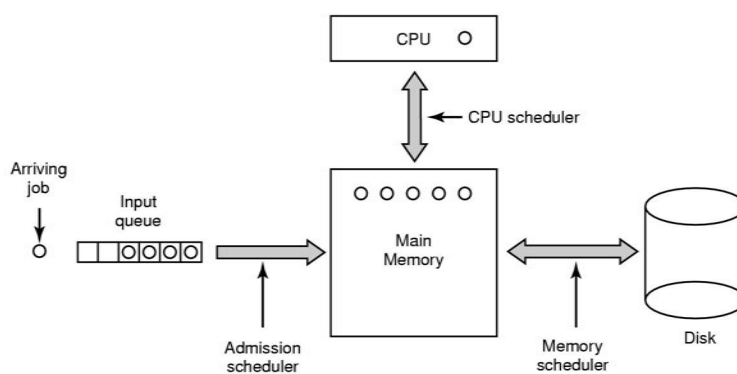 CPU
CPU scheduler
Arriving
job
Input
queue
Main
Memory
Admission
scheduler
Memory
scheduler
Disk